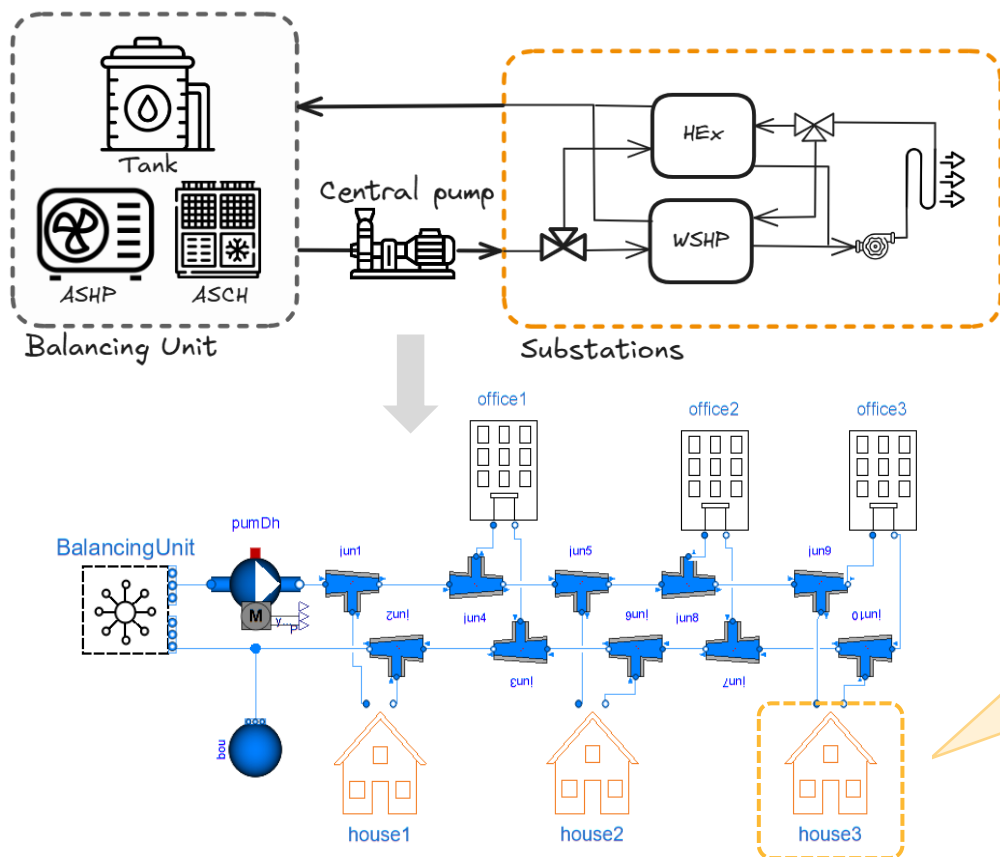 Tank
HEx
Central pump
WSHP
ASHP
ASCH
Balancing Unit
Substations
office1
office2
office3
pumDh
BalancingUnit
jun1
jun5
jun9
M
y...
p
jun2
jun4
jun6
jun8
jun10
jun3
jun7
bou
house1
house2
house3